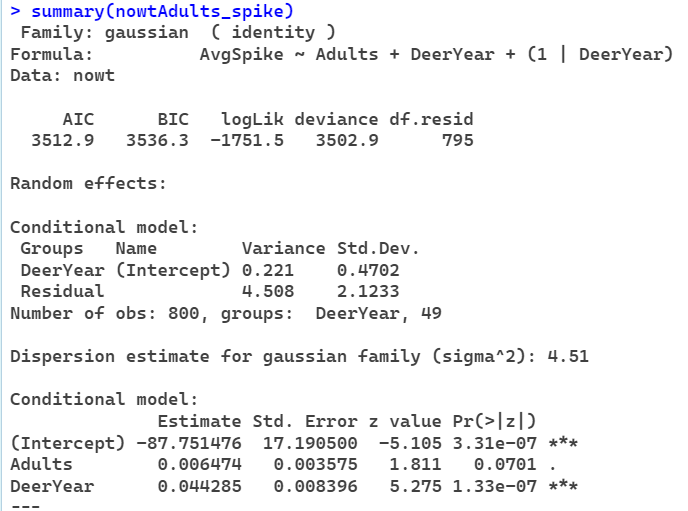 > summary(nowtAdults_spike)
 Family: gaussian  ( identity )
Formula:          AvgSpike ~ Adults + DeerYear + (1 | DeerYear)
Data: nowt

     AIC      BIC   logLik deviance df.resid
  3512.9   3536.3  -1751.5   3502.9      795

Random effects:

Conditional model:
 Groups   Name        Variance Std.Dev.
 DeerYear (Intercept) 0.221    0.4702
 Residual             4.508    2.1233
Number of obs: 800, groups:  DeerYear, 49

Dispersion estimate for gaussian family (sigma^2): 4.51

Conditional model:
              Estimate Std. Error z value Pr(>|z|)
(Intercept) -87.751476  17.190500  -5.105 3.31e-07 ***
Adults        0.006474   0.003575   1.811   0.0701 .
DeerYear      0.044285   0.008396   5.275 1.33e-07 ***
---